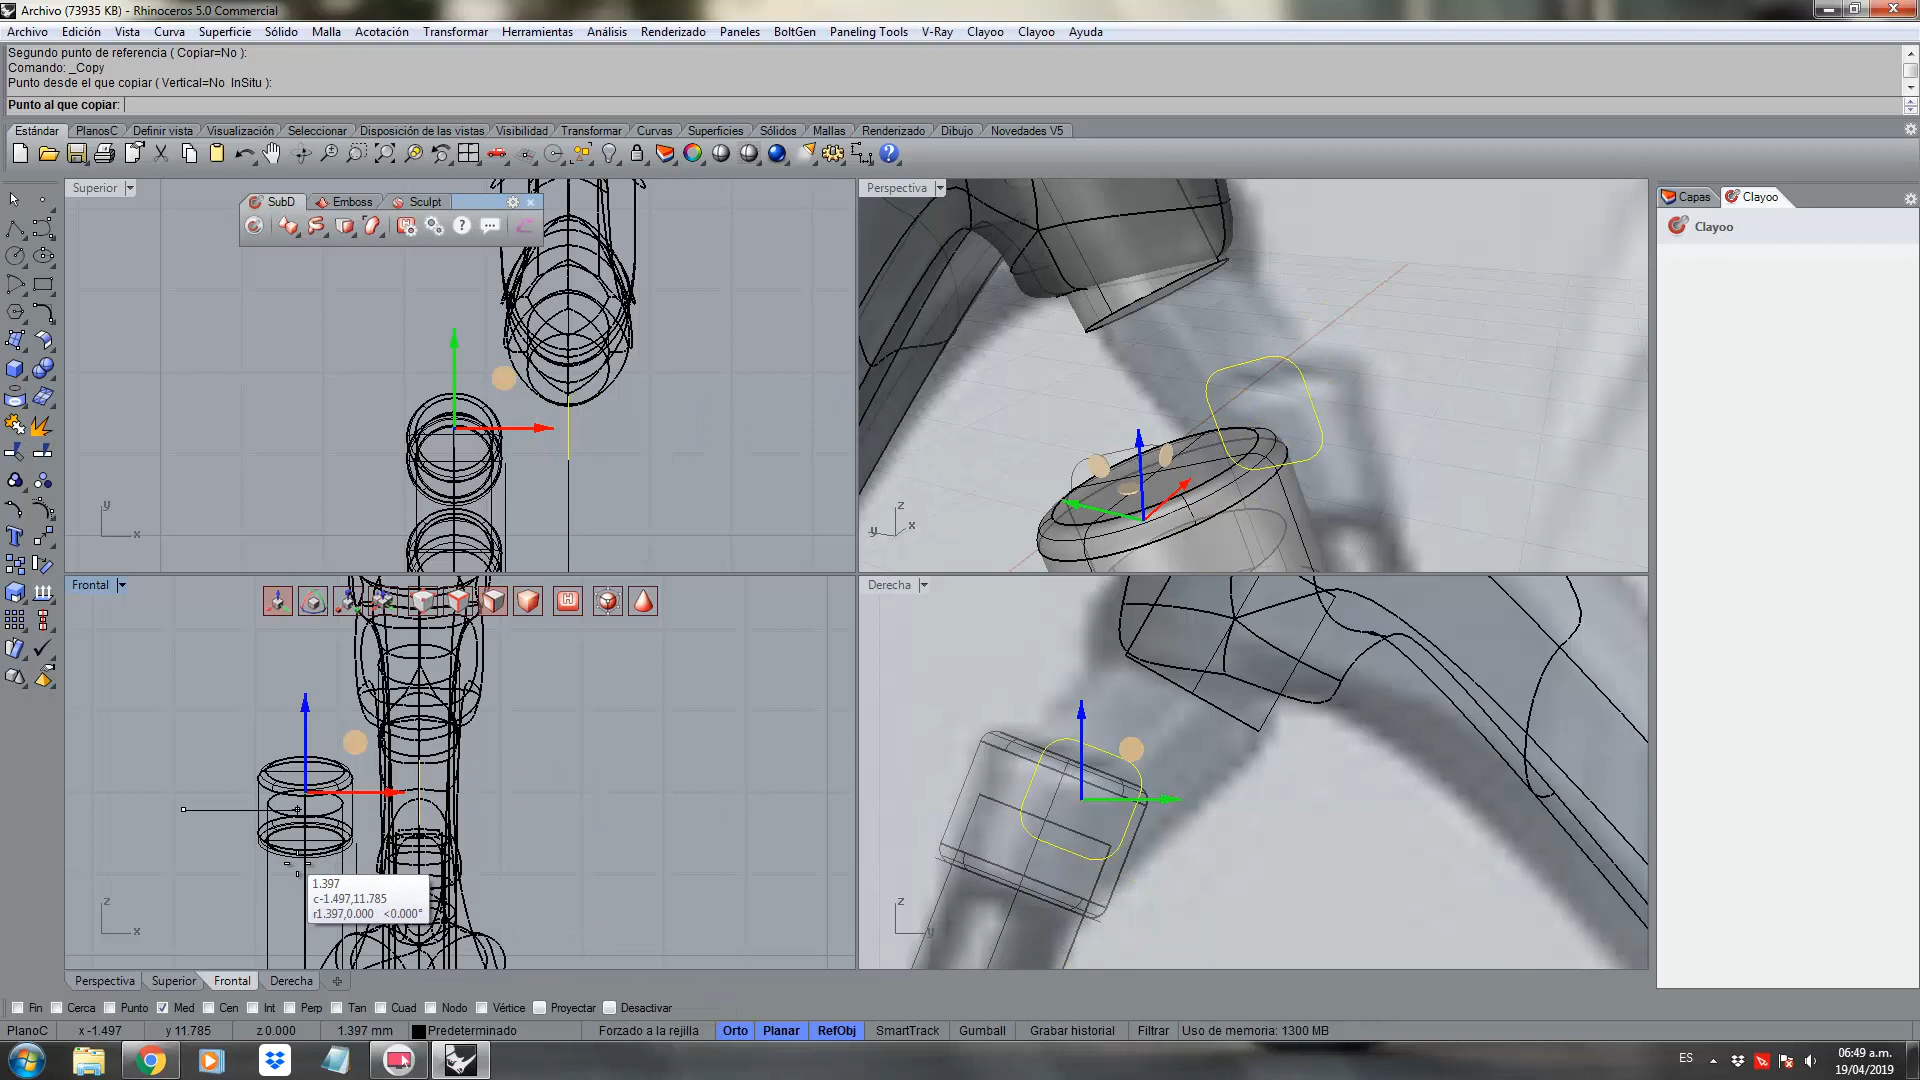 Archivo (73935 KB) - Rhinoceros 5.0 Commercial
Archivo Edición Vista Curva Superficie Sólido Malla Acotación Transformar Herramientas Análisis Renderizado Paneles BoltGen Paneling Tools V-Ray Clayoo Clayoo Ayuda
Segundo punto de referencia ( Copiar=No ):
Comando: _Copy
Punto desde el que copiar ( Vertical=No InSitu ):
Punto al que copiar:
Estándar PlanosC Definir vista Visualización Seleccionar Disposición de las vistas Visibilidad Transformar Curvas Superficies Sólidos Mallas Renderizado Dibujo Novedades V5
Superior
SubD Emboss Sculpt
y
x
Perspectiva
z
x
y
Capas Clayoo
Clayoo
Frontal
1.397
c-1.497,11.785
r1.397,0.000 <0.000°
z
x
Derecha
z
y
Perspectiva Superior Frontal Derecha
Fin Cerca Punto Med Cen Int Perp Tan Cuad Nodo Vértice Proyectar Desactivar
PlanoC x -1.497 y 11.785 z 0.000 1.397 mm Predeterminado Forzado a la rejilla Orto Planar RefObj SmartTrack Gumball Grabar historial Filtrar Uso de memoria: 1300 MB
ES
06:49 a.m.
19/04/2019